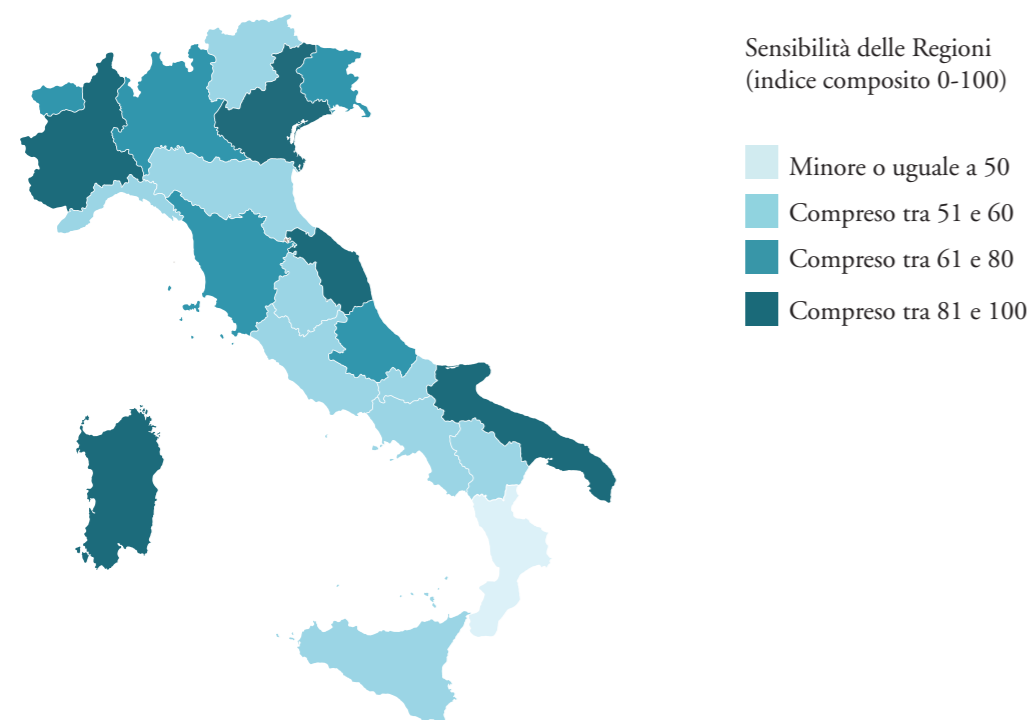 Sensibilità delle Regioni
(indice composito 0-100)
Minore o uguale a 50
Compreso tra 51 e 60
Compreso tra 61 e 80
Compreso tra 81 e 100